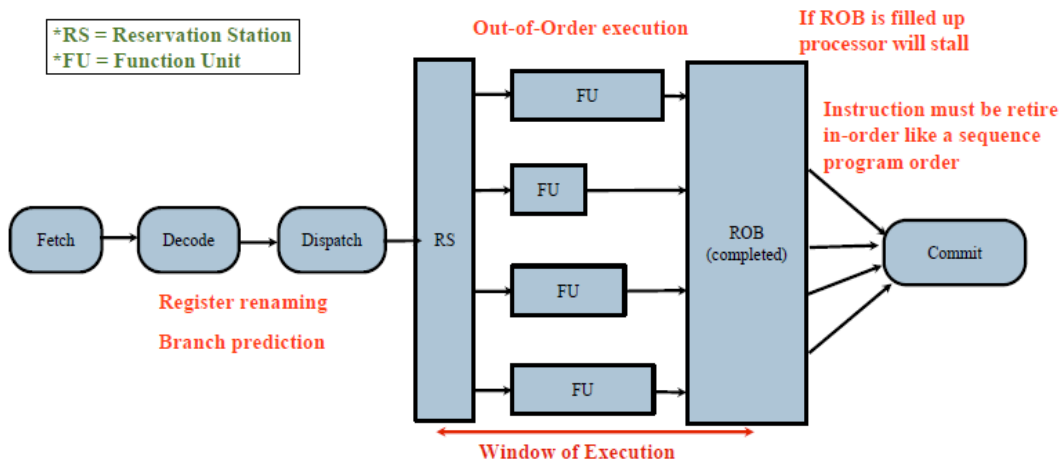 *RS = Reservation Station
*FU = Function Unit
Out-of-Order execution
If ROB is filled up
processor will stall
Instruction must be retire
in-order like a sequence
program order
Fetch
Decode
Dispatch
RS
FU
FU
FU
FU
ROB
(completed)
Commit
Register renaming
Branch prediction
Window of Execution